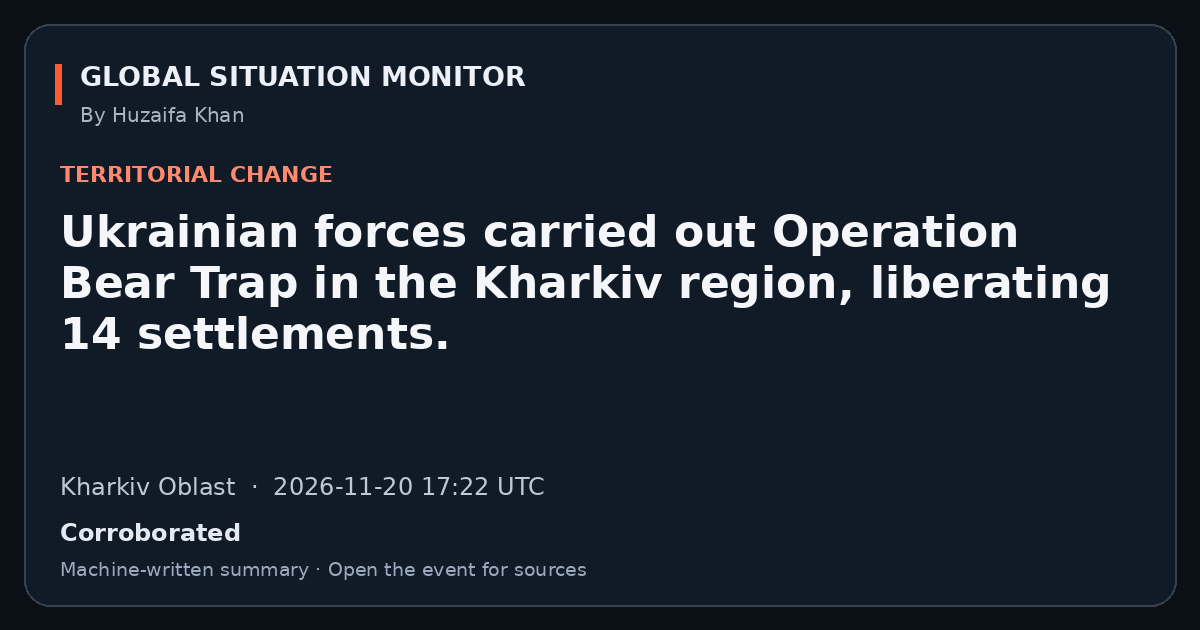 GLOBAL SITUATION MONITOR
By Huzaifa Khan
TERRITORIAL CHANGE
Ukrainian forces carried out Operation
Bear Trap in the Kharkiv region, liberating
14 settlements.
Kharkiv Oblast · 2026-11-20 17:22 UTC
Corroborated
Machine-written summary · Open the event for sources